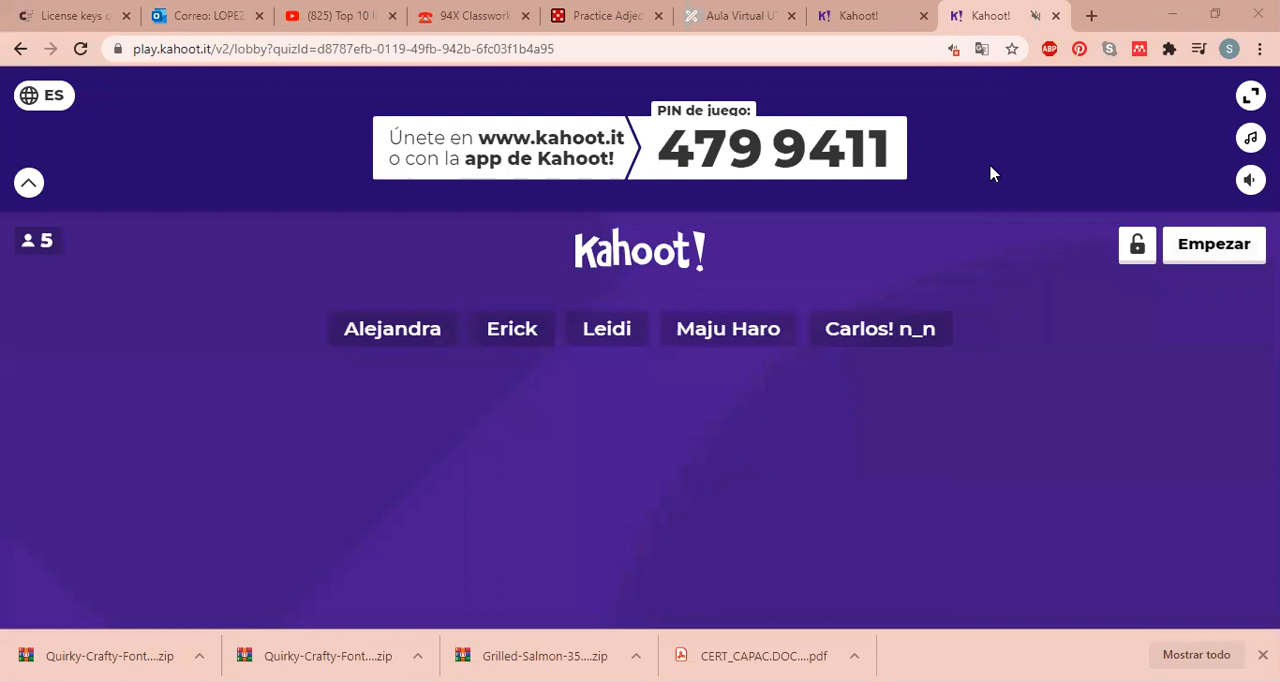 License keys c
Correo: LOPEZ
(825) Top 10 I
94X Classwork
Practice Adjec
Aula Virtual U
Kahoot!
Kahoot!
play.kahoot.it/v2/lobby?quizId=d8787efb-0119-49fb-942b-6fc03f1b4a95
ABP
S
ES
PIN de juego:
Únete en www.kahoot.it
o con la app de Kahoot!
479 9411
5
Kahoot!
Empezar
Alejandra
Erick
Leidi
Maju Haro
Carlos! n_n
Quirky-Crafty-Font....zip
Quirky-Crafty-Font....zip
Grilled-Salmon-35....zip
CERT_CAPAC.DOC....pdf
Mostrar todo